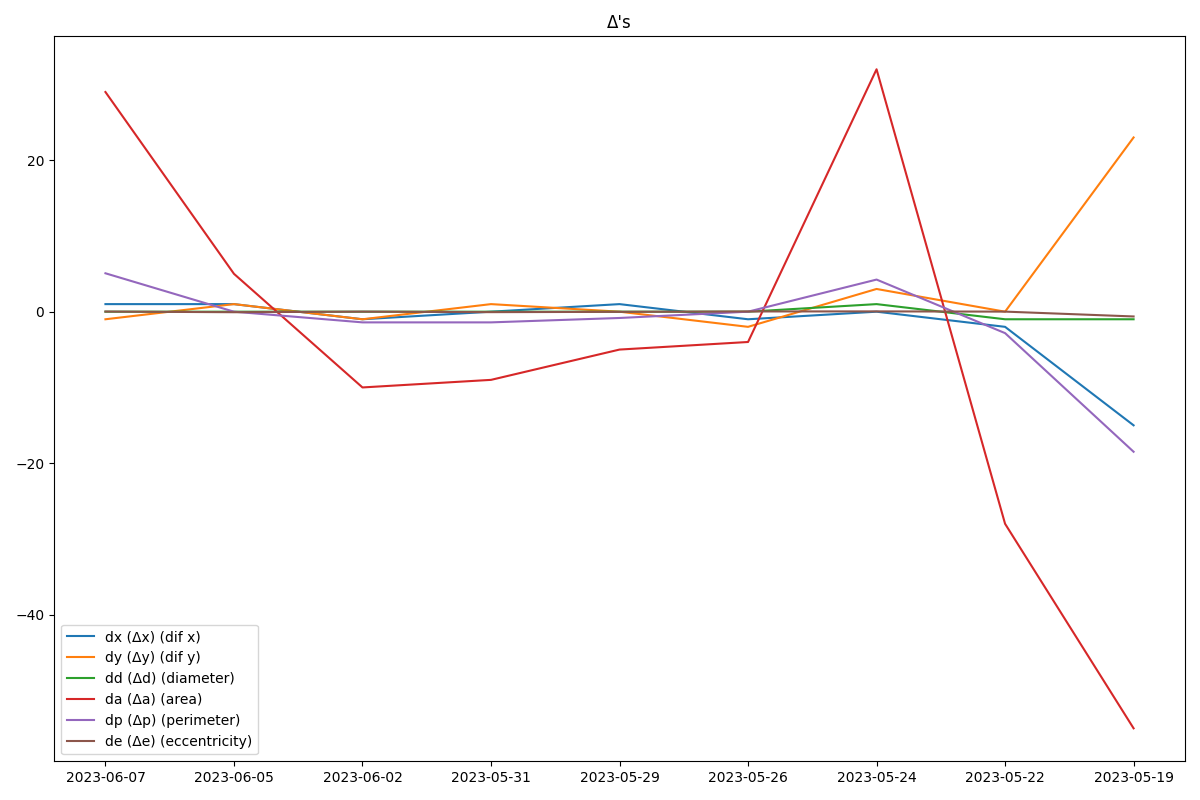 Δ's
20
0
−20
−40
dx (Δx) (dif x)
dy (Δy) (dif y)
dd (Δd) (diameter)
da (Δa) (area)
dp (Δp) (perimeter)
de (Δe) (eccentricity)
2023-06-07 2023-06-05 2023-06-02 2023-05-31 2023-05-29 2023-05-26 2023-05-24 2023-05-22 2023-05-19